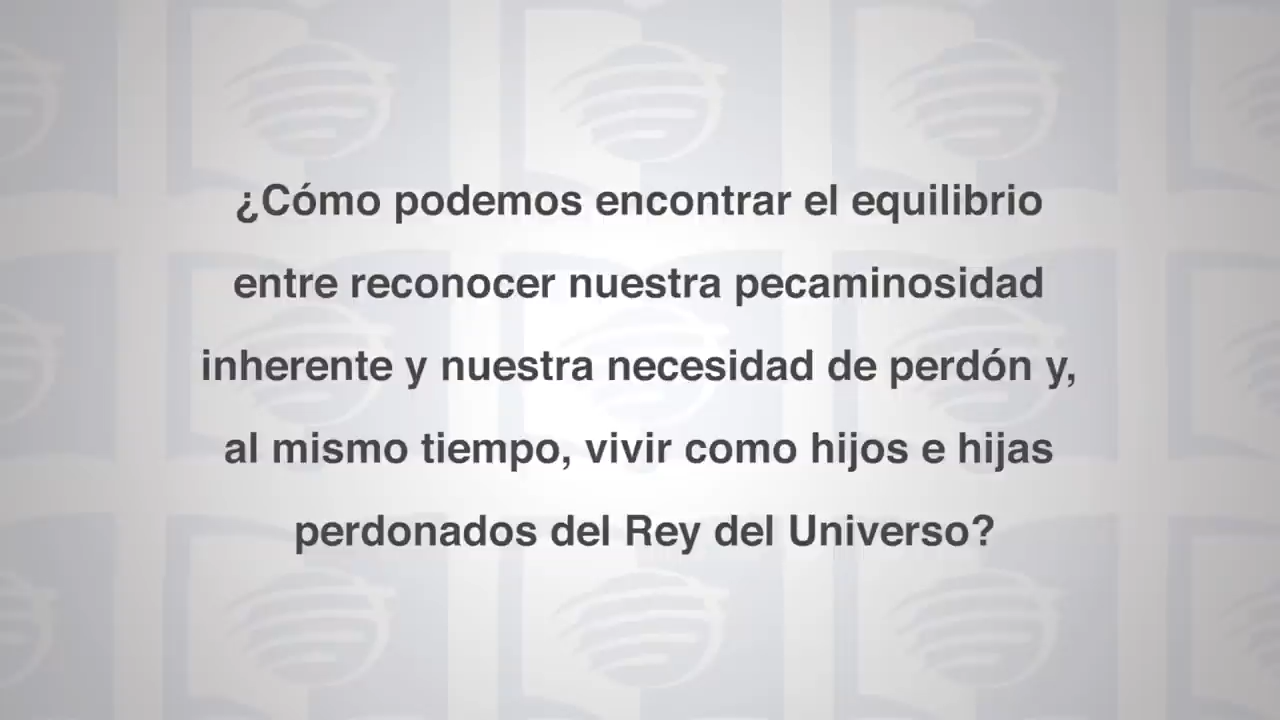 ¿Cómo podemos encontrar el equilibrio
entre reconocer nuestra pecaminosidad
inherente y nuestra necesidad de perdón y,
al mismo tiempo, vivir como hijos e hijas
perdonados del Rey del Universo?